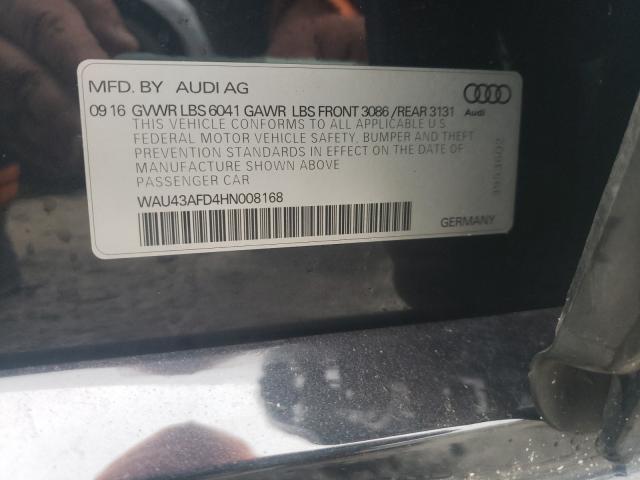 MFD. BY AUDI AG
09 16 GVWR LBS 6041 GAWR LBS FRONT 3086 /REAR 3131
Audi
THIS VEHICLE CONFORMS TO ALL APPLICABLE U S
FEDERAL MOTOR VEHICLE SAFETY, BUMPER AND THEFT
PREVENTION STANDARDS IN EFFECT ON THE DATE OF
MANUFACTURE SHOWN ABOVE
PASSENGER CAR
WAU43AFD4HN008168
GERMANY